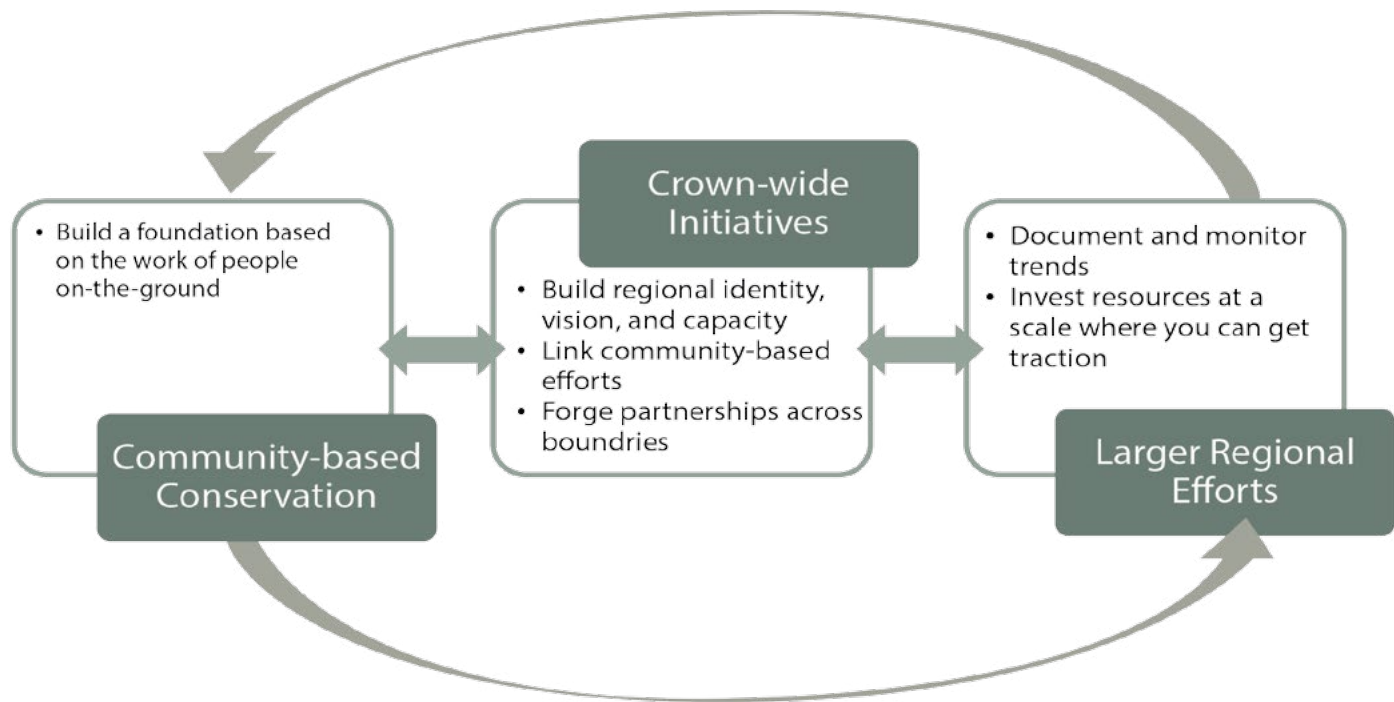 • Build a foundation based
on the work of people
on-the-ground
Community-based
Conservation
Crown-wide
Initiatives
• Build regional identity,
vision, and capacity
• Link community-based
efforts
• Forge partnerships across
boundries
• Document and monitor
trends
• Invest resources at a
scale where you can get
traction
Larger Regional
Efforts